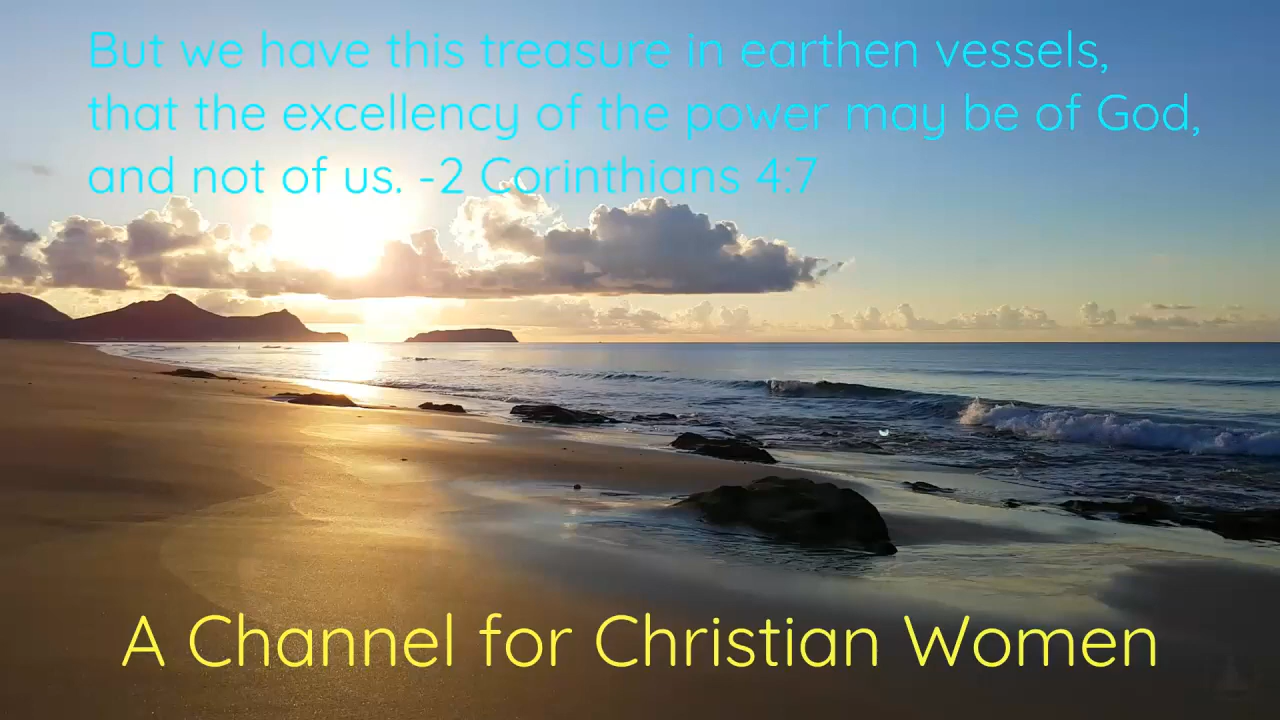 But we have this treasure in earthen vessels,
that the excellency of the power may be of God,
and not of us. -2 Corinthians 4:7
A Channel for Christian Women